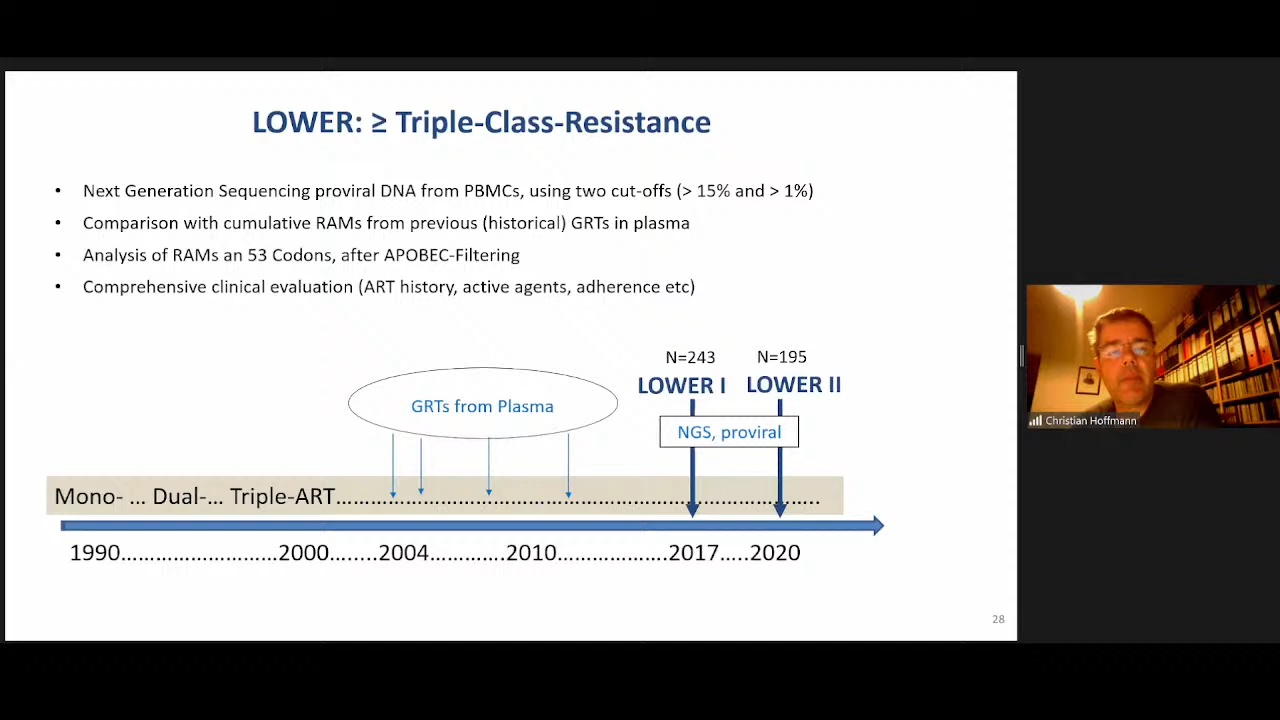 LOWER: ≥ Triple-Class-Resistance
• Next Generation Sequencing proviral DNA from PBMCs, using two cut-offs (> 15% and > 1%)
• Comparison with cumulative RAMs from previous (historical) GRTs in plasma
• Analysis of RAMs an 53 Codons, after APOBEC-Filtering
• Comprehensive clinical evaluation (ART history, active agents, adherence etc)
N=243 N=195
LOWER I LOWER II
GRTs from Plasma
NGS, proviral
Mono- ... Dual-... Triple-ART.......................................................................
1990........................2000.......2004............2010.................2017.....2020
28
Christian Hoffmann